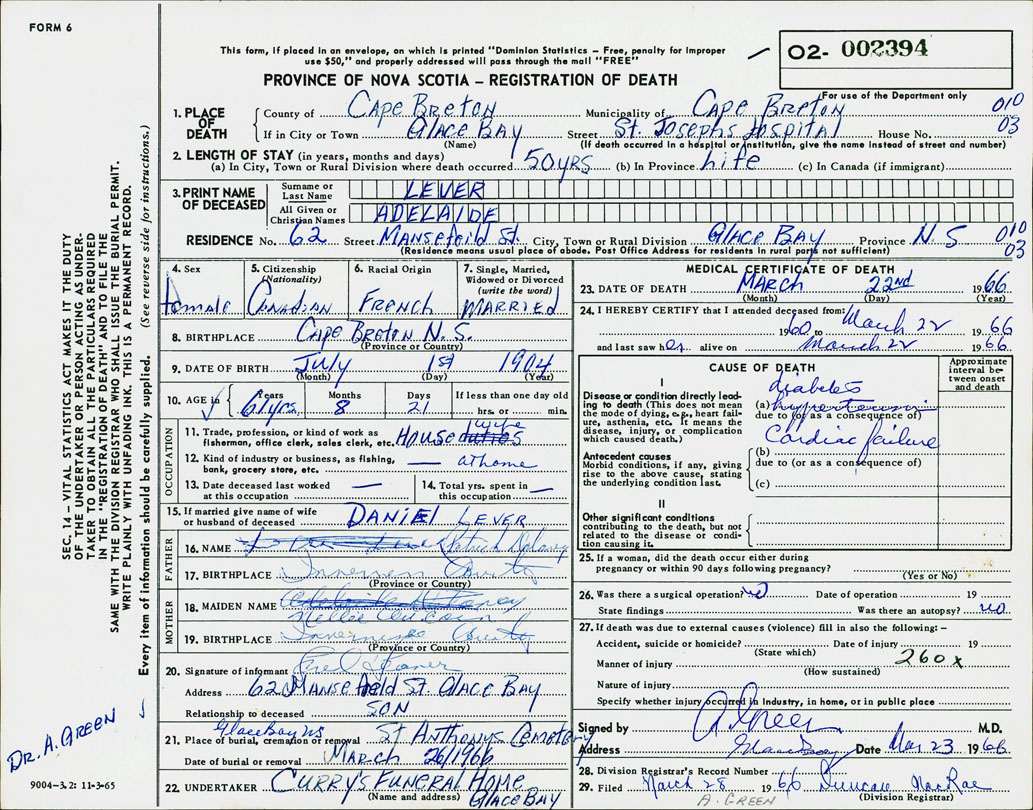 FORM 6
This form, if placed in an envelope, on which is printed "Dominion Statistics – Free, penalty for improper
use $50," and properly addressed will pass through the mail "FREE"
O2- 002394
PROVINCE OF NOVA SCOTIA – REGISTRATION OF DEATH
For use of the Department only
1. PLACE OF DEATH
County of CAPE BRETON Municipality of CAPE BRETON 010
If in City or Town GLACE BAY Street ST. JOSEPHS HOSPITAL House No. 03
(Name) (If death occurred in a hospital or institution, give the name instead of street and number)
2. LENGTH OF STAY (in years, months and days)
(a) In City, Town or Rural Division where death occurred 50 YRS (b) In Province Life (c) In Canada (if immigrant)
3. PRINT NAME OF DECEASED
Surname or Last Name LEVER
All Given or Christian Names ADELAIDE
RESIDENCE No. 62 Street MANSEFEILD ST. City, Town or Rural Division GLACE BAY Province N.S 010
(Residence means usual place of abode. Post Office Address for residents in rural parts not sufficient) 03
4. Sex Female
5. Citizenship (Nationality) CANADIAN
6. Racial Origin FRENCH
7. Single, Married, Widowed or Divorced (write the word) MARRIED
8. BIRTHPLACE CAPE BRETON N.S.
(Province or Country)
9. DATE OF BIRTH JULY 1st 1904
(Month) (Day) (Year)
10. AGE in Years 61 yrs Months 8 Days 21 If less than one day old hrs. or min.
OCCUPATION
11. Trade, profession, or kind of work as fisherman, office clerk, sales clerk, etc. HOUSE wife duties
12. Kind of industry or business, as fishing, bank, grocery store, etc. — at home
13. Date deceased last worked at this occupation —
14. Total yrs. spent in this occupation —
15. If married give name of wife or husband of deceased DANIEL LEVER
FATHER
16. NAME Patrick Delaney
17. BIRTHPLACE Inverness County
(Province or Country)
MOTHER
18. MAIDEN NAME
Nellie
19. BIRTHPLACE Inverness County
(Province or Country)
20. Signature of informant Fred
Address 62 MANSEFIELD ST. GLACE BAY
Relationship to deceased SON
21. Place of burial, cremation or removal Glace Bay NS ST ANTHONYS CEMETERY
Date of burial or removal MARCH 26/1966
22. UNDERTAKER CURRY'S FUNERAL HOME
(Name and address) GLACE BAY
MEDICAL CERTIFICATE OF DEATH
23. DATE OF DEATH MARCH 22nd 1966
(Month) (Day) (Year)
24. I HEREBY CERTIFY that I attended deceased from:
1960 to March 22 1966
and last saw her alive on March 22 1966
CAUSE OF DEATH
Approximate interval between onset and death
I
Disease or condition directly leading to death (This does not mean the mode of dying, e.g., heart failure, asthenia, etc. It means the disease, injury, or complication which caused death.)
diabetes
(a) hypertension
due to (or as a consequence of)
Cardiac failure
Antecedent causes
Morbid conditions, if any, giving rise to the above cause, stating the underlying condition last.
(b)
due to (or as a consequence of)
(c)
II
Other significant conditions
contributing to the death, but not related to the disease or condition causing it.
25. If a woman, did the death occur either during
pregnancy or within 90 days following pregnancy?
(Yes or No)
26. Was there a surgical operation? no Date of operation 19
State findings Was there an autopsy? no
27. If death was due to external causes (violence) fill in also the following: –
Accident, suicide or homicide? Date of injury 19
(State which)
Manner of injury 260x
(How sustained)
Nature of injury
Specify whether injury occurred in industry, in home, or in public place
Signed by A. Green M.D.
Address Glace Bay Date Mar 23 1966
28. Division Registrar's Record Number
29. Filed March 28 1966 Duncan MacRae
(Division Registrar)
A. GREEN
SEC. 14 – VITAL STATISTICS ACT MAKES IT THE DUTY
OF THE UNDERTAKER OR PERSON ACTING AS UNDER-
TAKER TO OBTAIN ALL THE PARTICULARS REQUIRED
IN THE "REGISTRATION OF DEATH" AND TO FILE THE
SAME WITH THE DIVISION REGISTRAR WHO SHALL ISSUE THE BURIAL PERMIT.
WRITE PLAINLY WITH UNFADING INK. THIS IS A PERMANENT RECORD.
Every item of information should be carefully supplied. (See reverse side for instructions.)
DR. A. GREEN
9004-3.2: 11-3-65